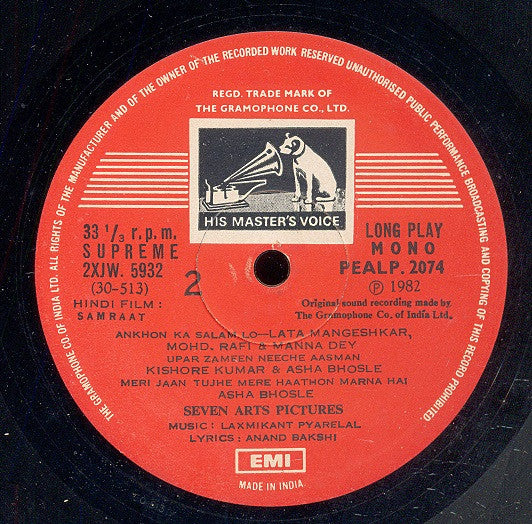 THE GRAMOPHONE CO. OF INDIA LTD. ALL RIGHTS OF THE MANUFACTURER AND OF THE OWNER OF THE RECORDED WORK RESERVED UNAUTHORISED PUBLIC PERFORMANCE BROADCASTING AND COPYING OF THIS RECORD PROHIBITED.
REGD. TRADE MARK OF
THE GRAMOPHONE CO., LTD.
HIS MASTER'S VOICE
33 1/3 r.p.m.
SUPREME
2XJW. 5932
(30-513)
HINDI FILM :
SAMRAAT
2
LONG PLAY
MONO
PEALP. 2074
℗ 1982
Original sound recording made by
The Gramophone Co. of India Ltd.
ANKHON KA SALAM LO—LATA MANGESHKAR,
MOHD. RAFI & MANNA DEY
UPAR ZAMEEN NEECHE AASMAN
KISHORE KUMAR & ASHA BHOSLE
MERI JAAN TUJHE MERE HAATHON MARNA HAI
ASHA BHOSLE
SEVEN ARTS PICTURES
MUSIC: LAXMIKANT PYARELAL
LYRICS: ANAND BAKSHI
EMI
MADE IN INDIA